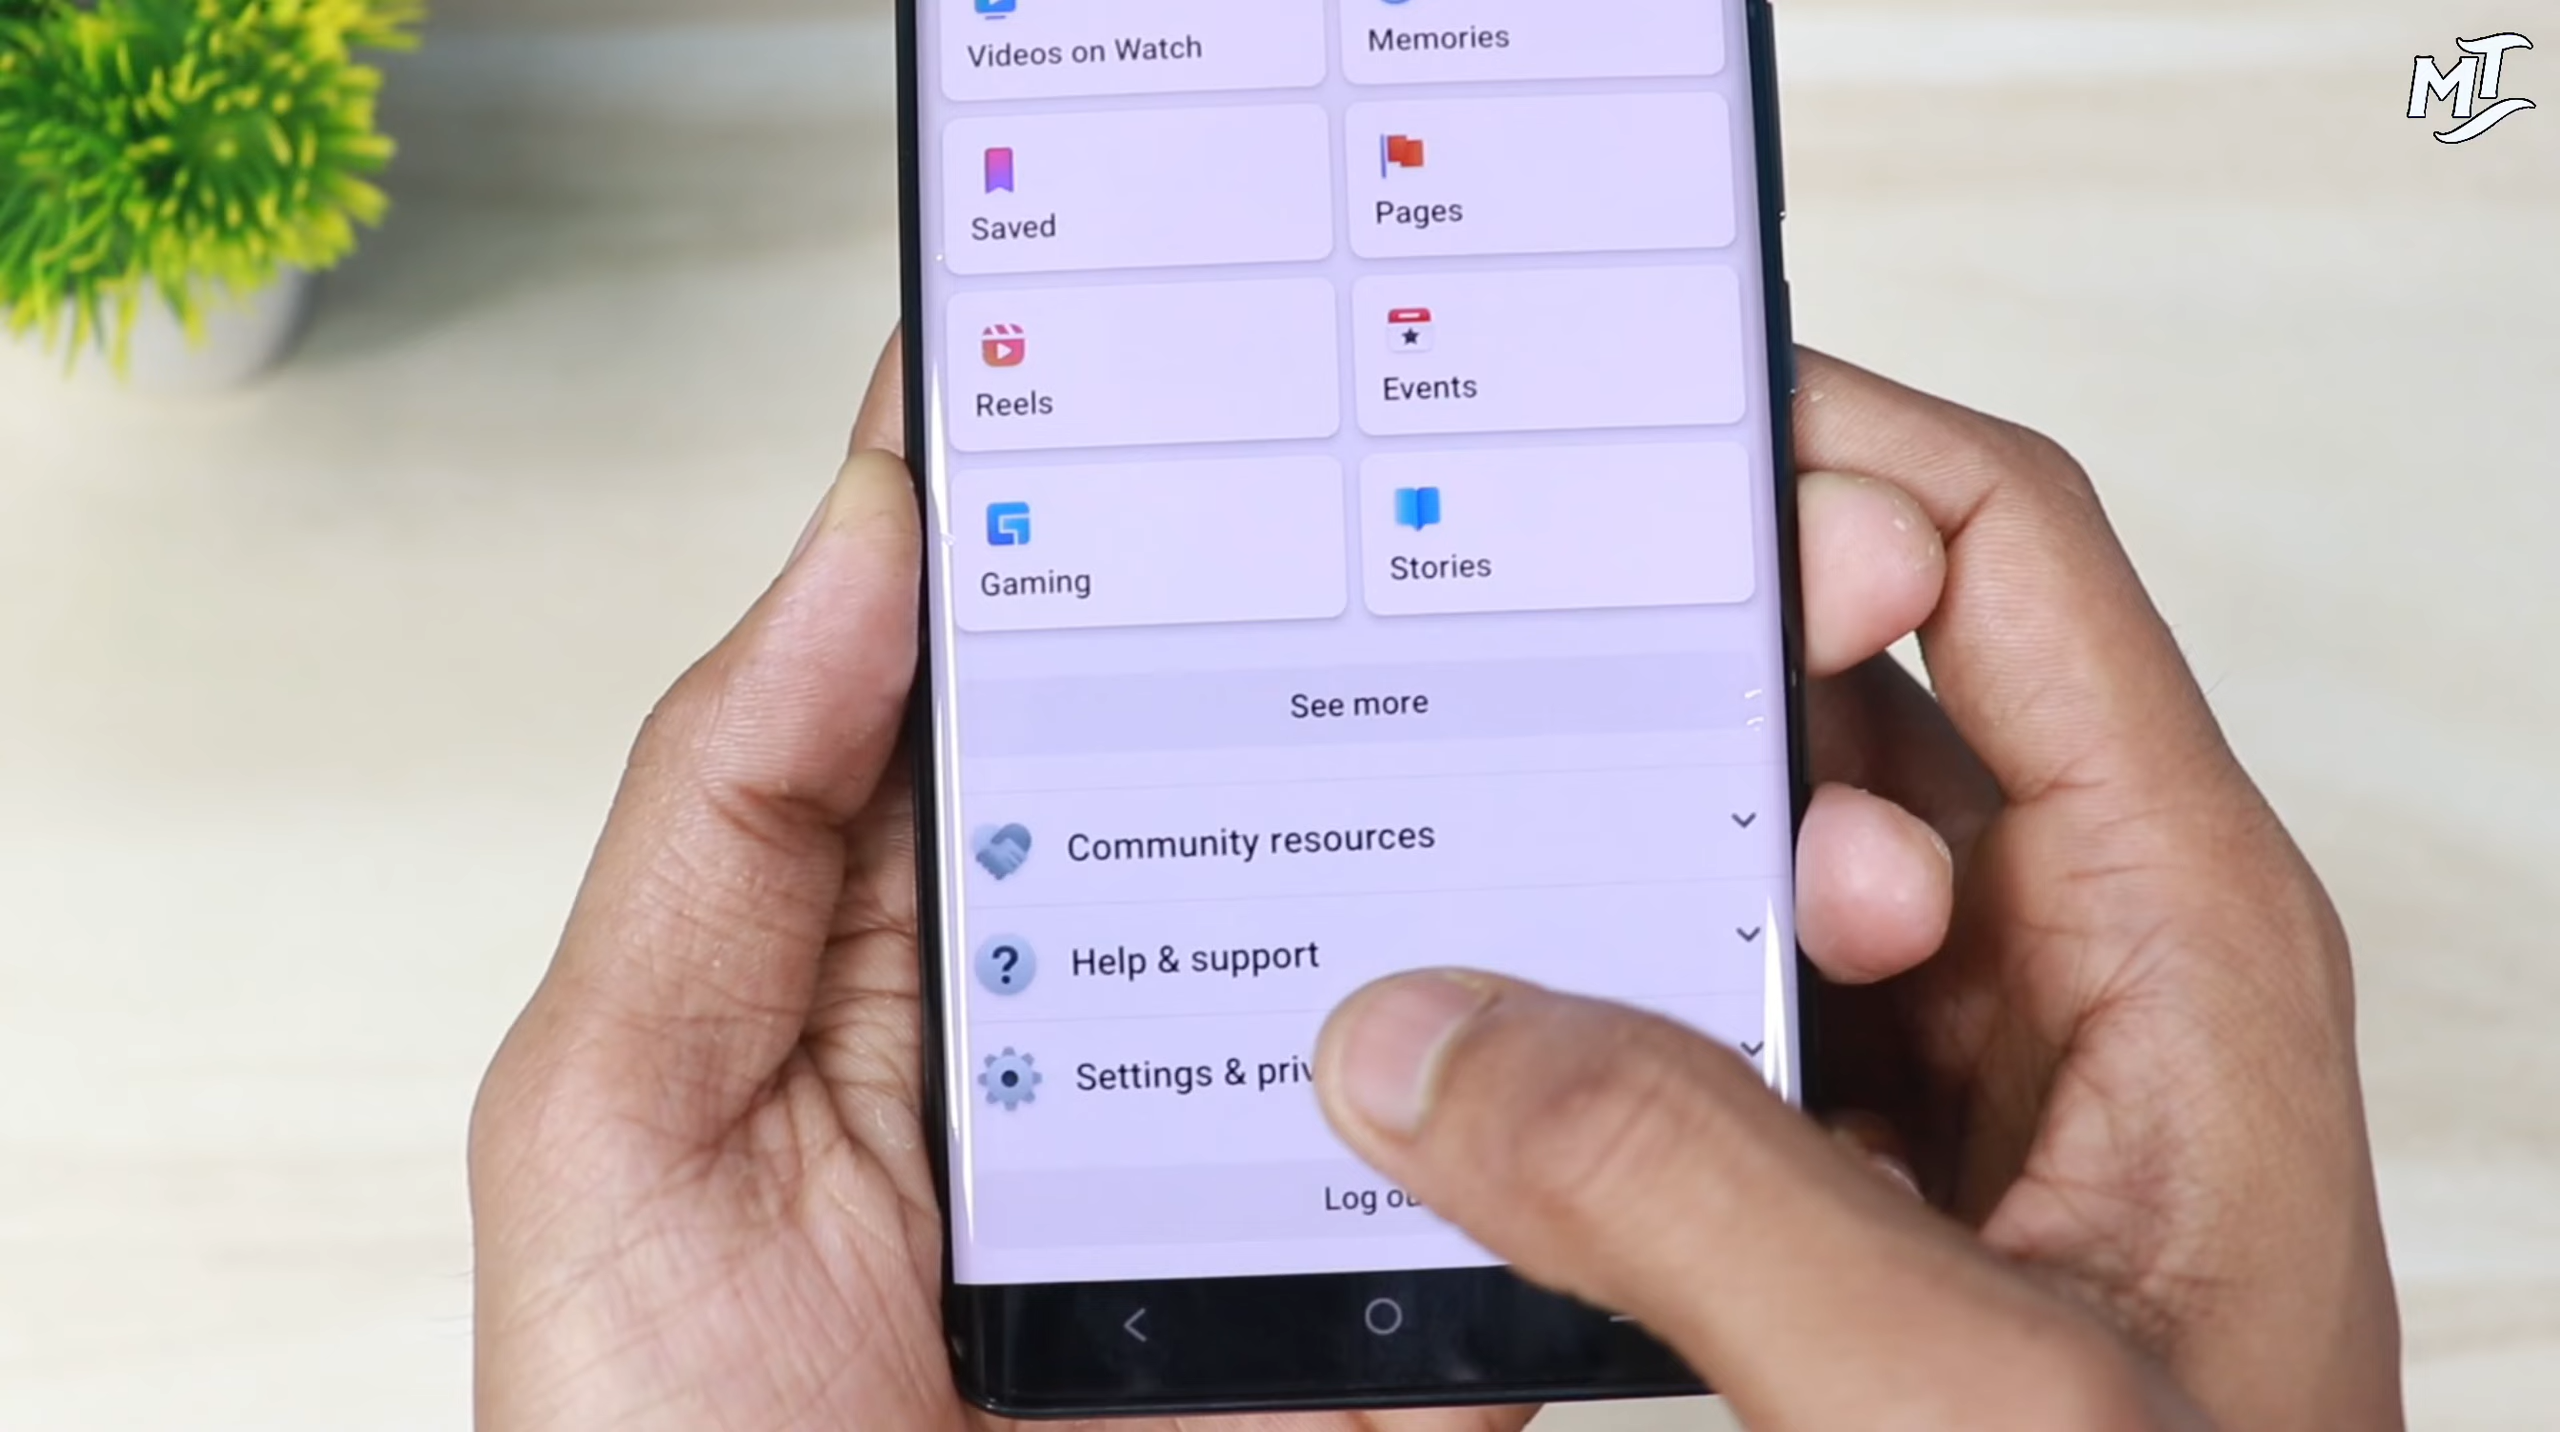 MT
Videos on Watch
Memories
Saved
Pages
Reels
Events
Gaming
Stories
See more
Community resources
Help & support
Settings & priv
Log ou